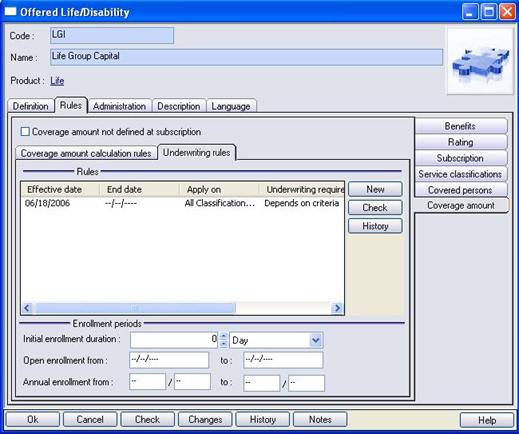 Offered Life/Disability
Code : LGI
Name : Life Group Capital
Product : Life
Definition Rules Administration Description Language
Coverage amount not defined at subscription
Coverage amount calculation rules Underwriting rules
Rules
Effective date End date Apply on Underwriting require
06/18/2006 --/--/---- All Classification... Depends on criteria
New
Check
History
Benefits
Rating
Subscription
Service classifications
Covered persons
Coverage amount
Enrollment periods
Initial enrollment duration : 0 Day
Open enrollment from : --/--/---- to : --/--/----
Annual enrollment from : -- / -- to : -- / --
Ok Cancel Check Changes History Notes Help